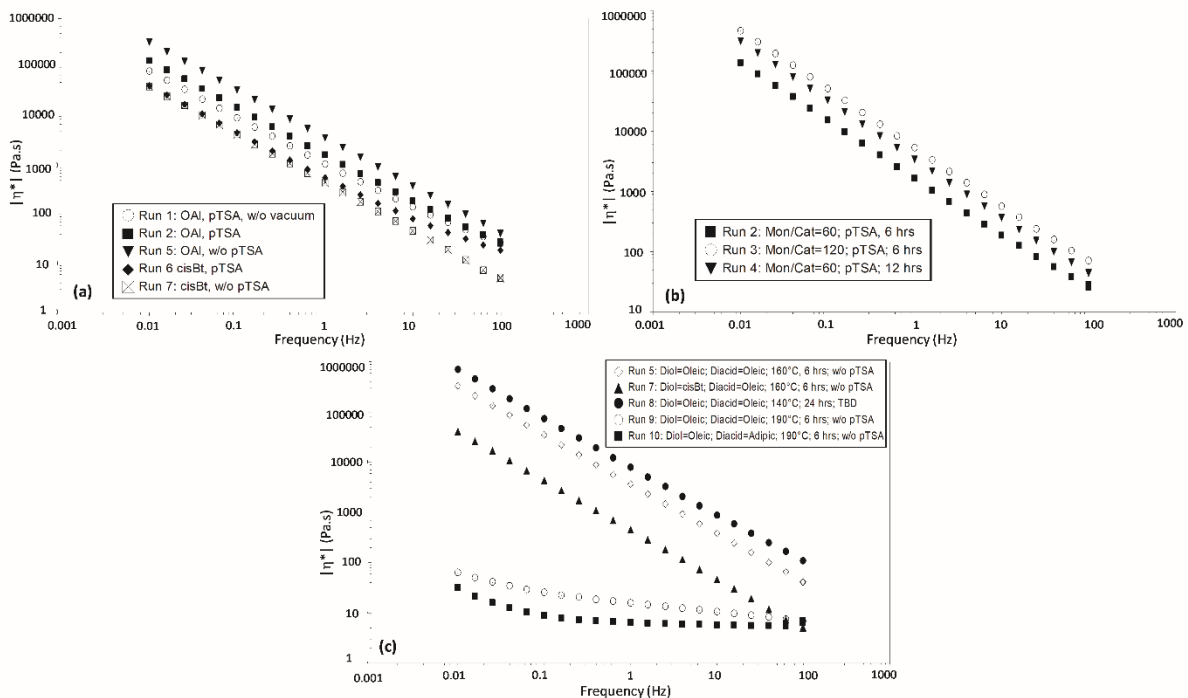 1000000
100000
10000
1000
100
10
1
|η*| (Pa.s)
Run 1: OAl, pTSA, w/o vacuum
Run 2: OAl, pTSA
Run 5: OAl, w/o pTSA
Run 6 cisBt, pTSA
Run 7: cisBt, w/o pTSA
(a)
0.001 0.01 0.1 1 10 100 1000
Frequency (Hz)
1000000
100000
10000
1000
100
10
|η*| (Pa.s)
Run 2: Mon/Cat=60; pTSA, 6 hrs
Run 3: Mon/Cat=120; pTSA; 6 hrs
Run 4: Mon/Cat=60; pTSA; 12 hrs
(b)
0.001 0.01 0.1 1 10 100 1000
Frequency (Hz)
1000000
100000
10000
1000
100
10
1
|η*| (Pa.s)
Run 5: Diol=Oleic; Diacid=Oleic; 160°C, 6 hrs; w/o pTSA
Run 7: Diol=cisBt; Diacid=Oleic; 160°C; 6 hrs; w/o pTSA
Run 8: Diol=Oleic; Diacid=Oleic; 140°C; 24 hrs; TBD
Run 9: Diol=Oleic; Diacid=Oleic; 190°C; 6 hrs; w/o pTSA
Run 10: Diol=Oleic; Diacid=Adipic; 190°C; 6 hrs; w/o pTSA
(c)
0.001 0.01 0.1 1 10 100 1000
Frequency (Hz)